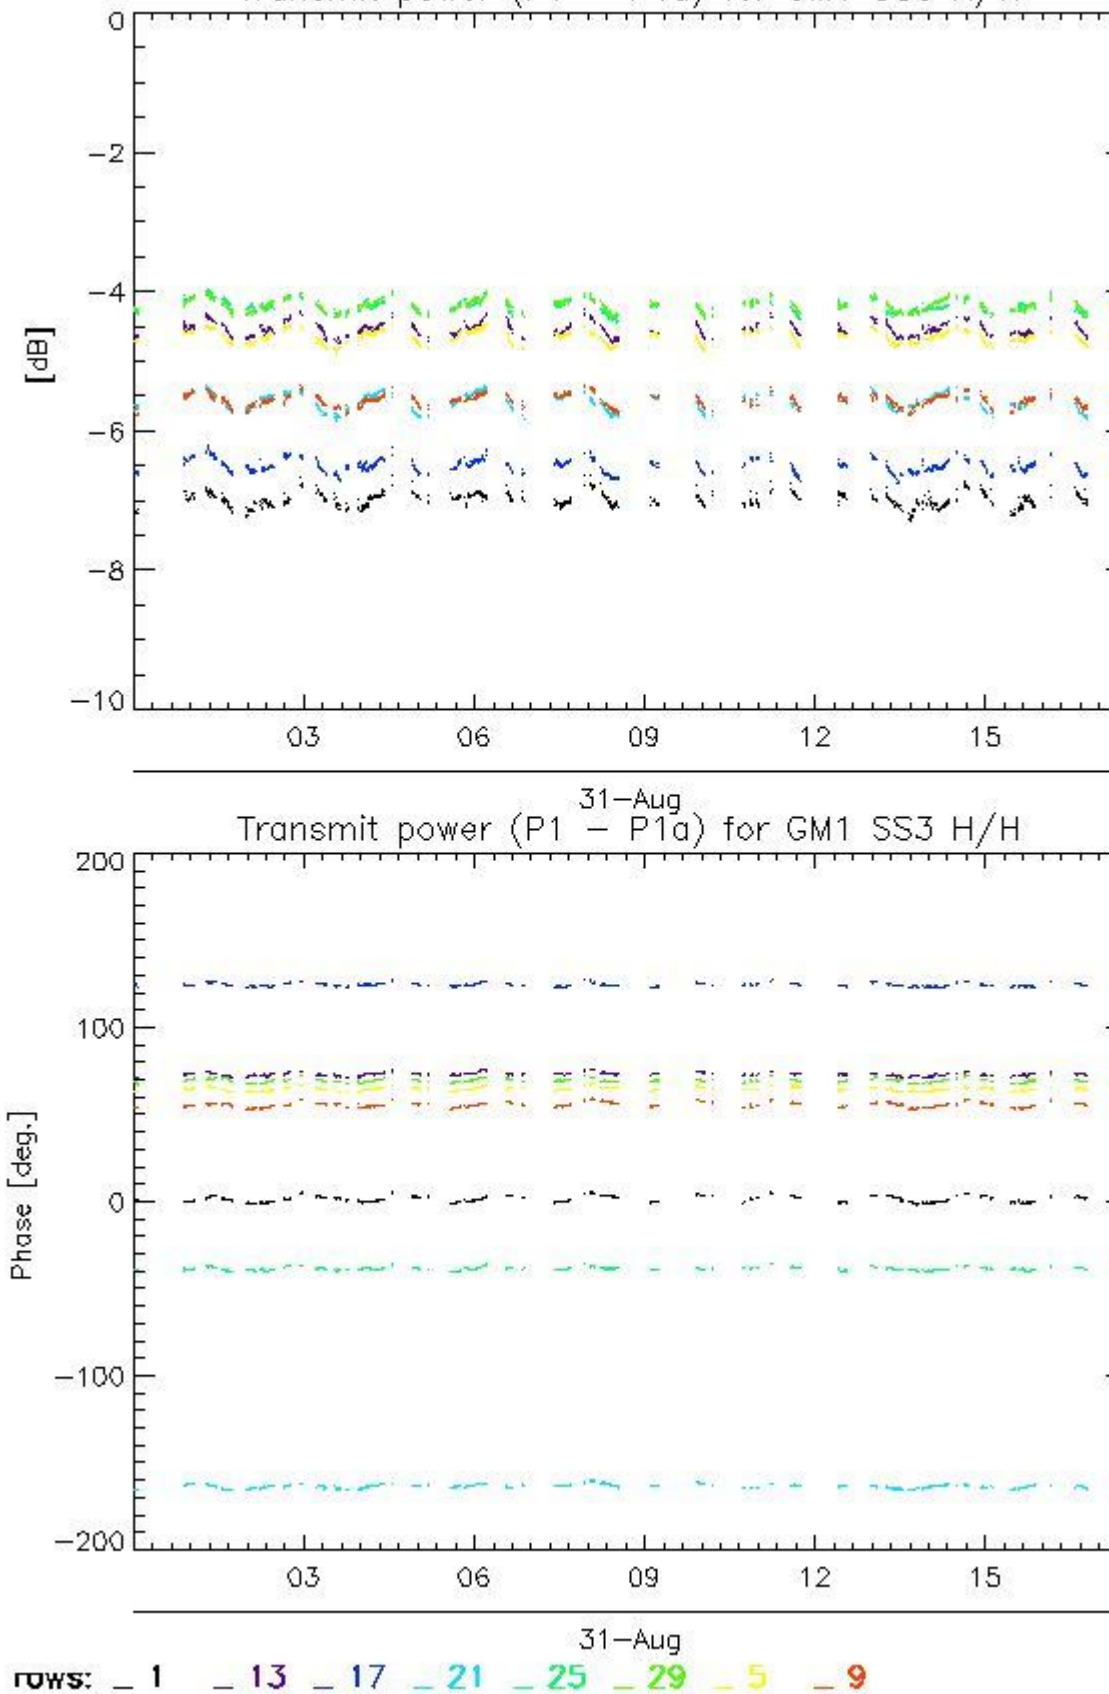 0
−2
−4
[dB]
−6
−8
−10
03 06 09 12 15
31−Aug
Transmit power (P1 − P1a) for GM1 SS3 H/H
200
100
Phase [deg.]
0
−100
−200
03 06 09 12 15
31−Aug
rows: _ 1 _ 13 _ 17 _ 21 _ 25 _ 29 _ 5 _ 9